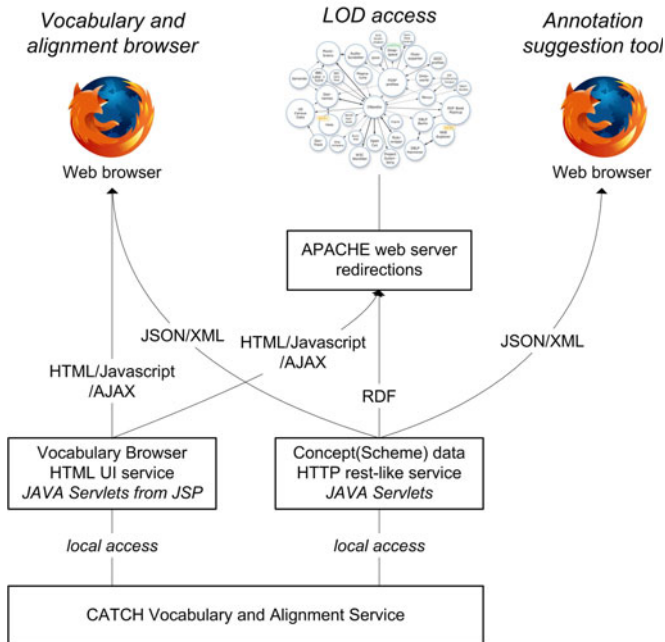 Vocabulary and
alignment browser
LOD access
Annotation
suggestion tool
Web browser
Web browser
APACHE web server
redirections
JSON/XML
HTML/Javascript
/AJAX
JSON/XML
HTML/Javascript
/AJAX
RDF
Vocabulary Browser
HTML UI service
JAVA Servlets from JSP
Concept(Scheme) data
HTTP rest-like service
JAVA Servlets
local access
local access
CATCH Vocabulary and Alignment Service